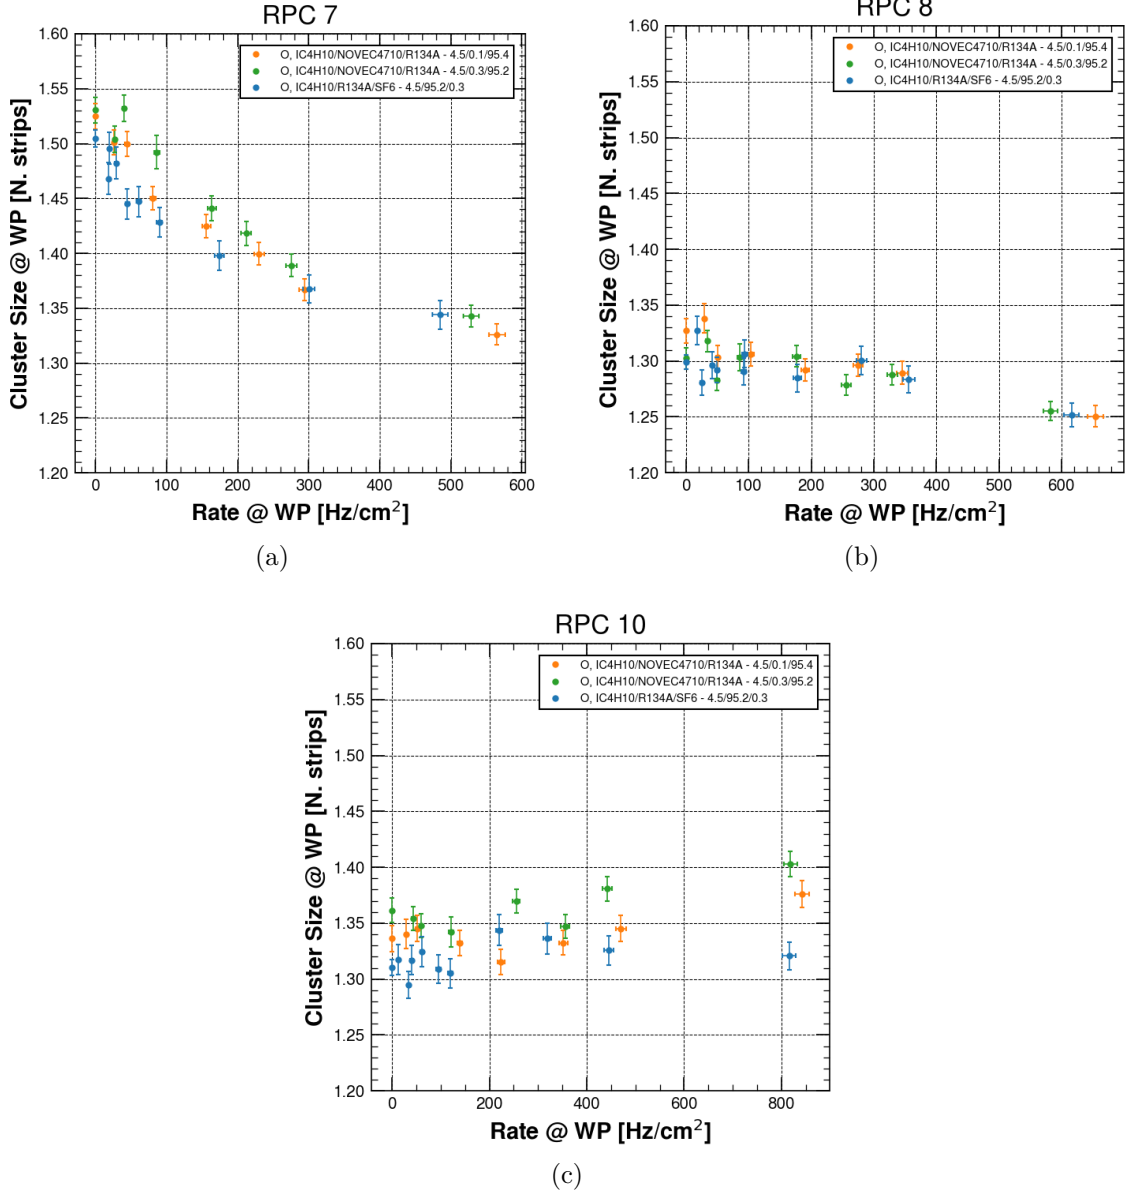 RPC 7
1.60
1.55
1.50
1.45
1.40
1.35
1.30
1.25
1.20
Cluster Size @ WP [N. strips]
O, IC4H10/NOVEC4710/R134A - 4.5/0.1/95.4
O, IC4H10/NOVEC4710/R134A - 4.5/0.3/95.2
O, IC4H10/R134A/SF6 - 4.5/95.2/0.3
0 100 200 300 400 500 600
Rate @ WP [Hz/cm²]
(a)
RPC 8
1.60
1.55
1.50
1.45
1.40
1.35
1.30
1.25
1.20
Cluster Size @ WP [N. strips]
O, IC4H10/NOVEC4710/R134A - 4.5/0.1/95.4
O, IC4H10/NOVEC4710/R134A - 4.5/0.3/95.2
O, IC4H10/R134A/SF6 - 4.5/95.2/0.3
0 100 200 300 400 500 600
Rate @ WP [Hz/cm²]
(b)
RPC 10
1.60
1.55
1.50
1.45
1.40
1.35
1.30
1.25
1.20
Cluster Size @ WP [N. strips]
O, IC4H10/NOVEC4710/R134A - 4.5/0.1/95.4
O, IC4H10/NOVEC4710/R134A - 4.5/0.3/95.2
O, IC4H10/R134A/SF6 - 4.5/95.2/0.3
0 200 400 600 800
Rate @ WP [Hz/cm²]
(c)